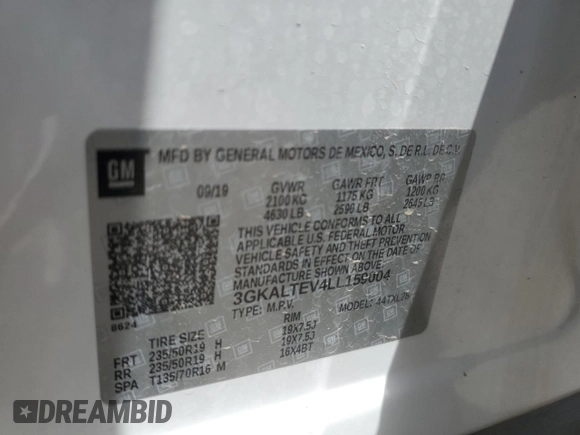 GM
MFD BY GENERAL MOTORS DE MEXICO, S. DE R.L. DE C.V.
09/19 GVWR GAWR FRT GAWR RR
2100 KG 1175 KG 1200 KG
4630 LB 2590 LB 2645 LB
THIS VEHICLE CONFORMS TO ALL
APPLICABLE U.S. FEDERAL MOTOR
VEHICLE SAFETY AND THEFT PREVENTION
STANDARDS IN EFFECT ON THE DATE OF
MANUFACTURE SHOWN ABOVE.
3GKALTEV4LL159004
TYPE: M.P.V.
8624
TIRE SIZE RIM
FRT 235/50R19 H 19X7.5J
RR 235/50R19 H 19X7.5J
SPA T135/70R16 M 16X4BT
DREAMBID